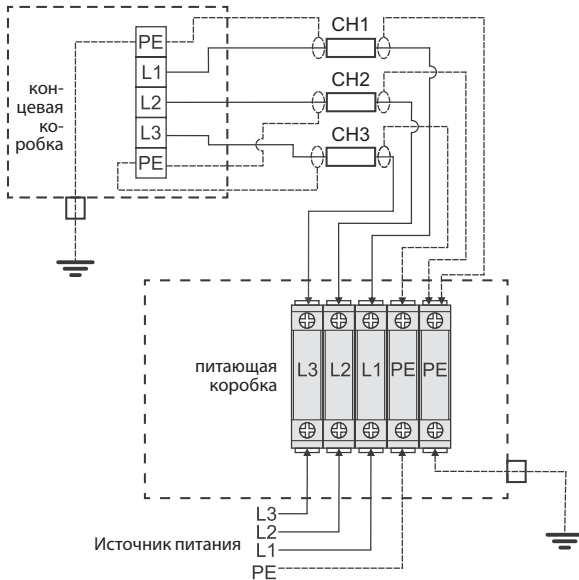 PE
L1
L2
L3
PE
кон-
цевая
ко-
робка
CH1
CH2
CH3
питающая
коробка
L3 L2 L1 PE PE
Источник питания
L3
L2
L1
PE